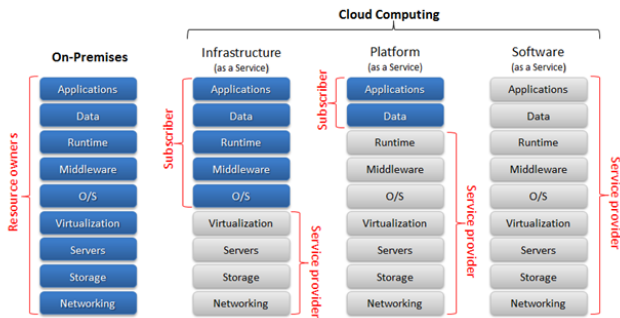 Cloud Computing
On-Premises
Resource owners
Applications
Data
Runtime
Middleware
O/S
Virtualization
Servers
Storage
Networking
Infrastructure
(as a Service)
Subscriber
Applications
Data
Runtime
Middleware
O/S
Virtualization
Servers
Storage
Networking
Service provider
Platform
(as a Service)
Subscriber
Applications
Data
Runtime
Middleware
O/S
Virtualization
Servers
Storage
Networking
Service provider
Software
(as a Service)
Applications
Data
Runtime
Middleware
O/S
Virtualization
Servers
Storage
Networking
Service provider